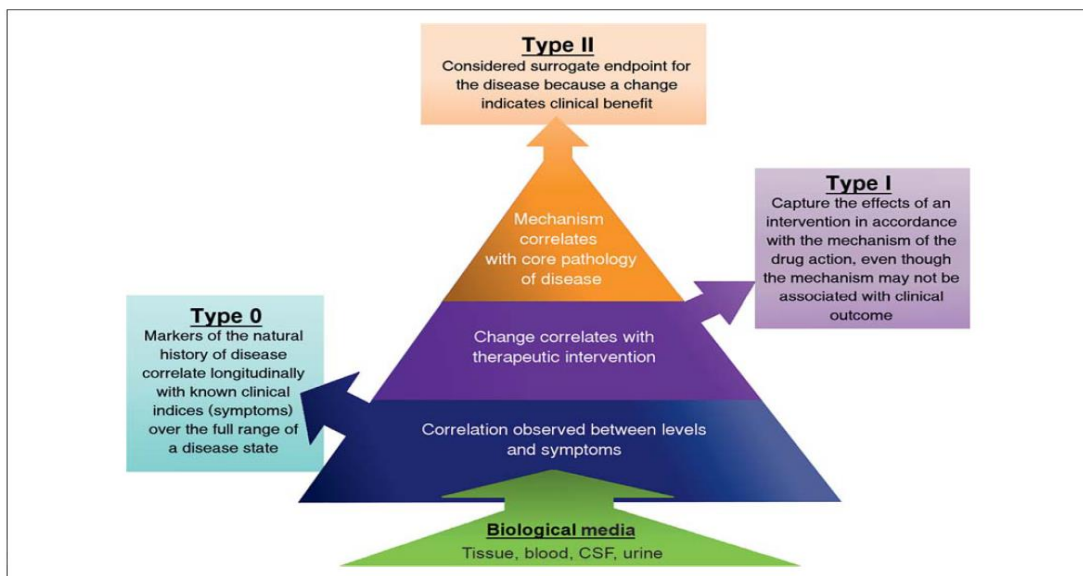 Type II
Considered surrogate endpoint for
the disease because a change
indicates clinical benefit
Type I
Capture the effects of an
intervention in accordance
with the mechanism of the
drug action, even though
the mechanism may not be
associated with clinical
outcome
Mechanism
correlates
with core pathology
of disease
Type 0
Markers of the natural
history of disease
correlate longitudinally
with known clinical
indices (symptoms)
over the full range of
a disease state
Change correlates with
therapeutic intervention
Correlation observed between levels
and symptoms
Biological media
Tissue, blood, CSF, urine